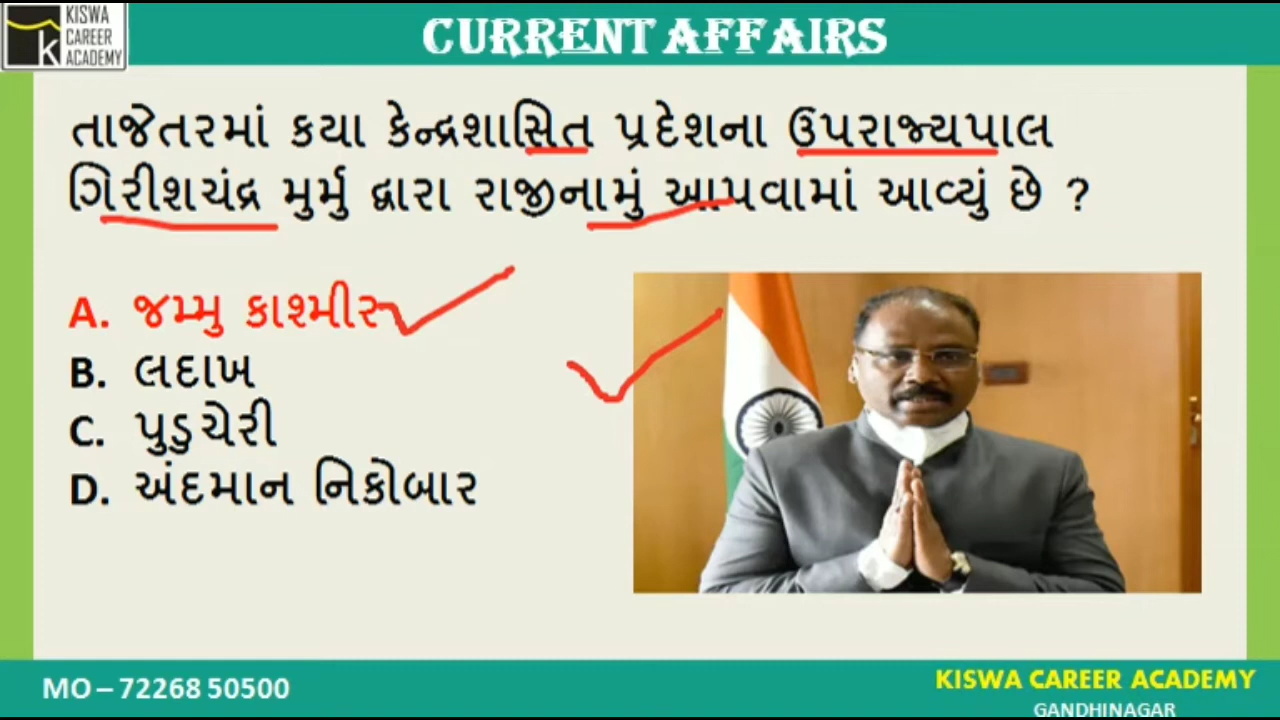 KISWA
CAREER
ACADEMY
K
CURRENT AFFAIRS
તાજેતરમાં કયા કેન્દ્રશાસિત પ્રદેશના ઉપરાજ્યપાલ
ગિરીશચંદ્ર મુર્મુ દ્વારા રાજીનામું આપવામાં આવ્યું છે ?
A. જમ્મુ કાશ્મીર
B. લદાખ
C. પુડુચેરી
D. અંદમાન નિકોબાર
MO – 72268 50500
KISWA CAREER ACADEMY
GANDHINAGAR